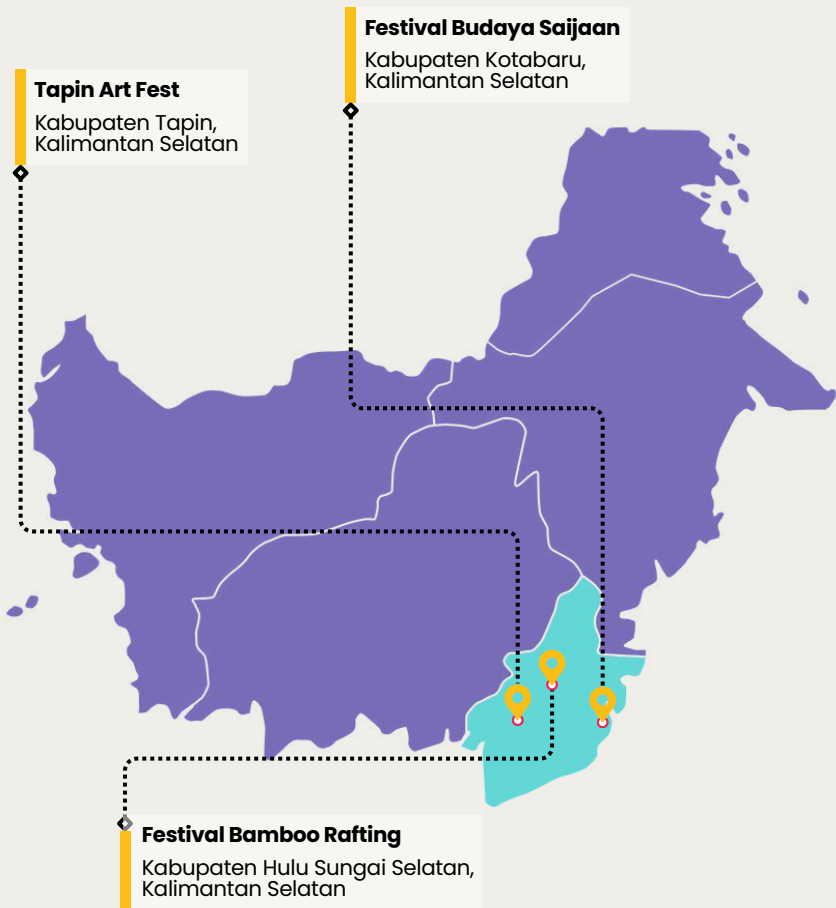 Festival Budaya Saijaan
Kabupaten Kotabaru,
Kalimantan Selatan
Tapin Art Fest
Kabupaten Tapin,
Kalimantan Selatan
Festival Bamboo Rafting
Kabupaten Hulu Sungai Selatan,
Kalimantan Selatan